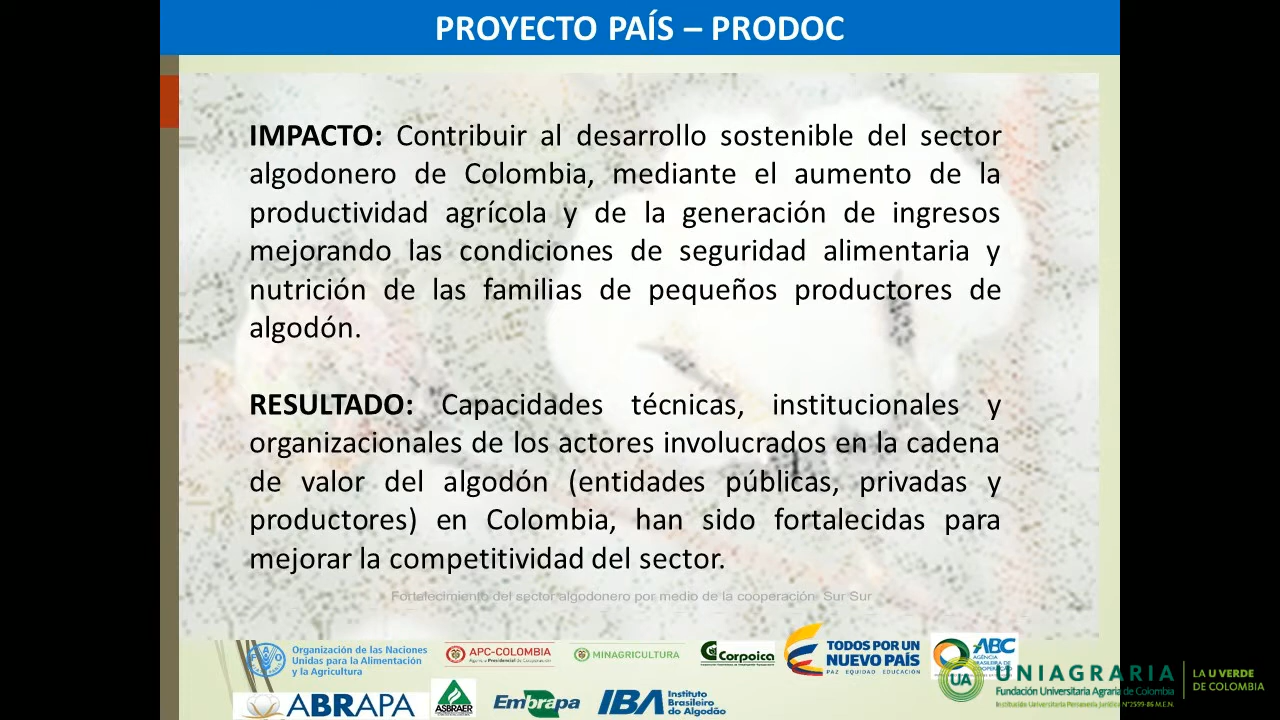 PROYECTO PAÍS – PRODOC
IMPACTO: Contribuir al desarrollo sostenible del sector
algodonero de Colombia, mediante el aumento de la
productividad agrícola y de la generación de ingresos
mejorando las condiciones de seguridad alimentaria y
nutrición de las familias de pequeños productores de
algodón.
RESULTADO: Capacidades técnicas, institucionales y
organizacionales de los actores involucrados en la cadena
de valor del algodón (entidades públicas, privadas y
productores) en Colombia, han sido fortalecidas para
mejorar la competitividad del sector.
Fortalecimiento del sector algodonero por medio de la cooperación Sur Sur
Organización de las Naciones
Unidas para la Alimentación
y la Agricultura
APC-COLOMBIA
MINAGRICULTURA
Corpoica
TODOS POR UN
NUEVO PAÍS
PAZ EQUIDAD EDUCACIÓN
ABC
AGÊNCIA
ABRAPA
ASBRAER
Embrapa
IBA
Instituto
Brasileiro
do Algodão
UA
UNIAGRARIA
Fundación Universitaria Agraria de Colombia
LA U VERDE
DE COLOMBIA